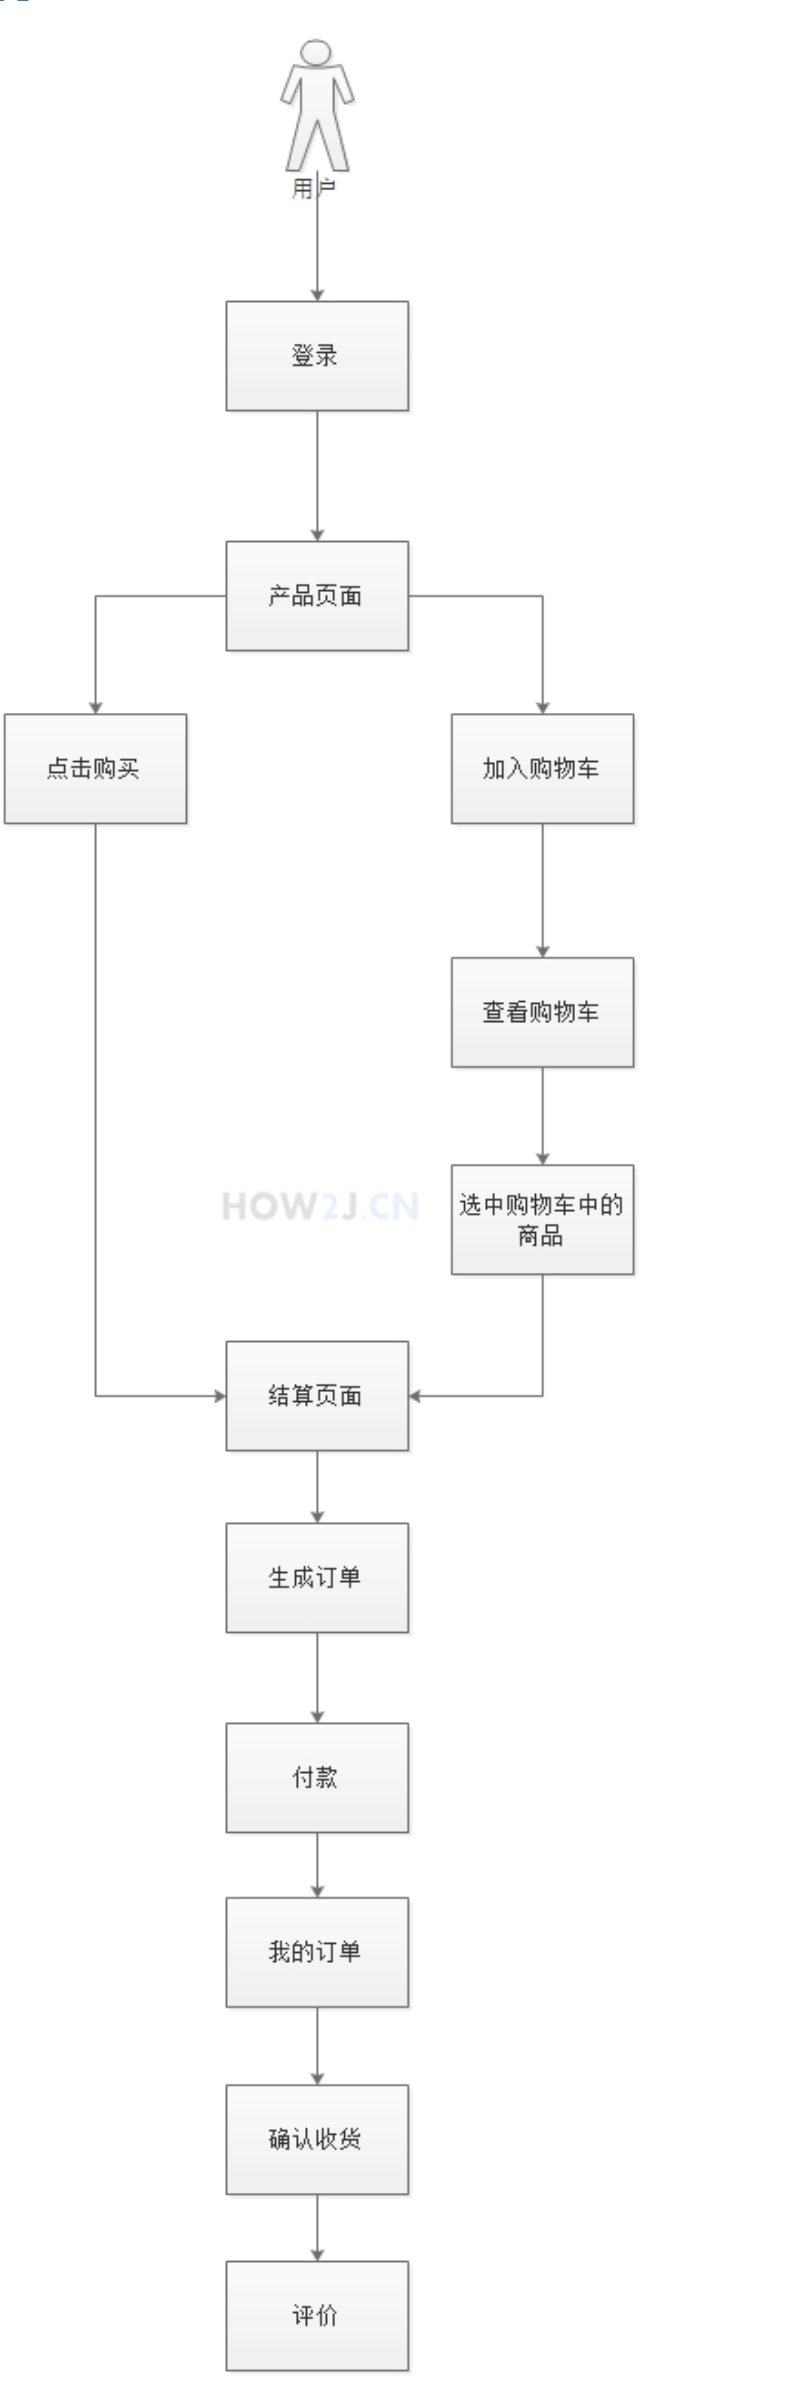 用户
登录
产品页面
点击购买
加入购物车
查看购物车
选中购物车中的
商品
HOW2J.CN
结算页面
生成订单
付款
我的订单
确认收货
评价